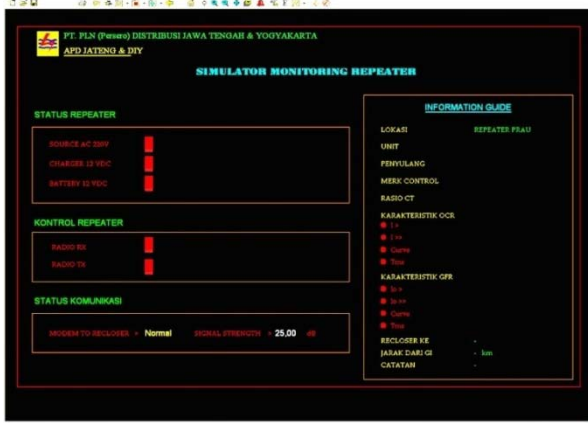 PT. PLN (Persero) DISTRIBUSI JAWA TENGAH & YOGYAKARTA
APD JATENG & DIY
SIMULATOR MONITORING REPEATER
STATUS REPEATER
SOURCE AC 220V
CHARGER 12 VDC
BATTERY 12 VDC
KONTROL REPEATER
RADIO RX
RADIO TX
STATUS KOMUNIKASI
MODEM TO RECLOSER = Normal SIGNAL STRENGTH = 25,00 dB
INFORMATION GUIDE
LOKASI REPEATER PRAU
UNIT
PENYULANG
MERK CONTROL
RASIO CT
KARAKTERISTIK OCR
I >
I >>
Curve
Tms
KARAKTERISTIK GFR
Io >
Io >>
Curve
Tms
RECLOSER KE -
JARAK DARI GI - km
CATATAN -